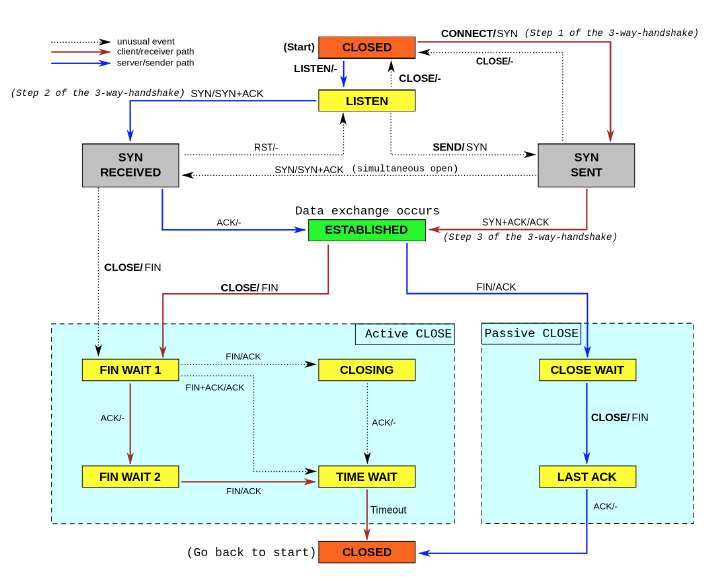 unusual event
client/receiver path
server/sender path
(Start)
CLOSED
CONNECT/SYN (Step 1 of the 3-way-handshake)
CLOSE/-
LISTEN/-
CLOSE/-
(Step 2 of the 3-way-handshake) SYN/SYN+ACK
LISTEN
SYN
RECEIVED
RST/-
SEND/SYN
SYN/SYN+ACK (simultaneous open)
SYN
SENT
Data exchange occurs
ACK/-
ESTABLISHED
SYN+ACK/ACK
(Step 3 of the 3-way-handshake)
CLOSE/FIN
CLOSE/FIN
FIN/ACK
Active CLOSE
Passive CLOSE
FIN WAIT 1
FIN/ACK
CLOSING
CLOSE WAIT
FIN+ACK/ACK
ACK/-
ACK/-
CLOSE/FIN
FIN WAIT 2
FIN/ACK
TIME WAIT
LAST ACK
Timeout
ACK/-
(Go back to start)
CLOSED